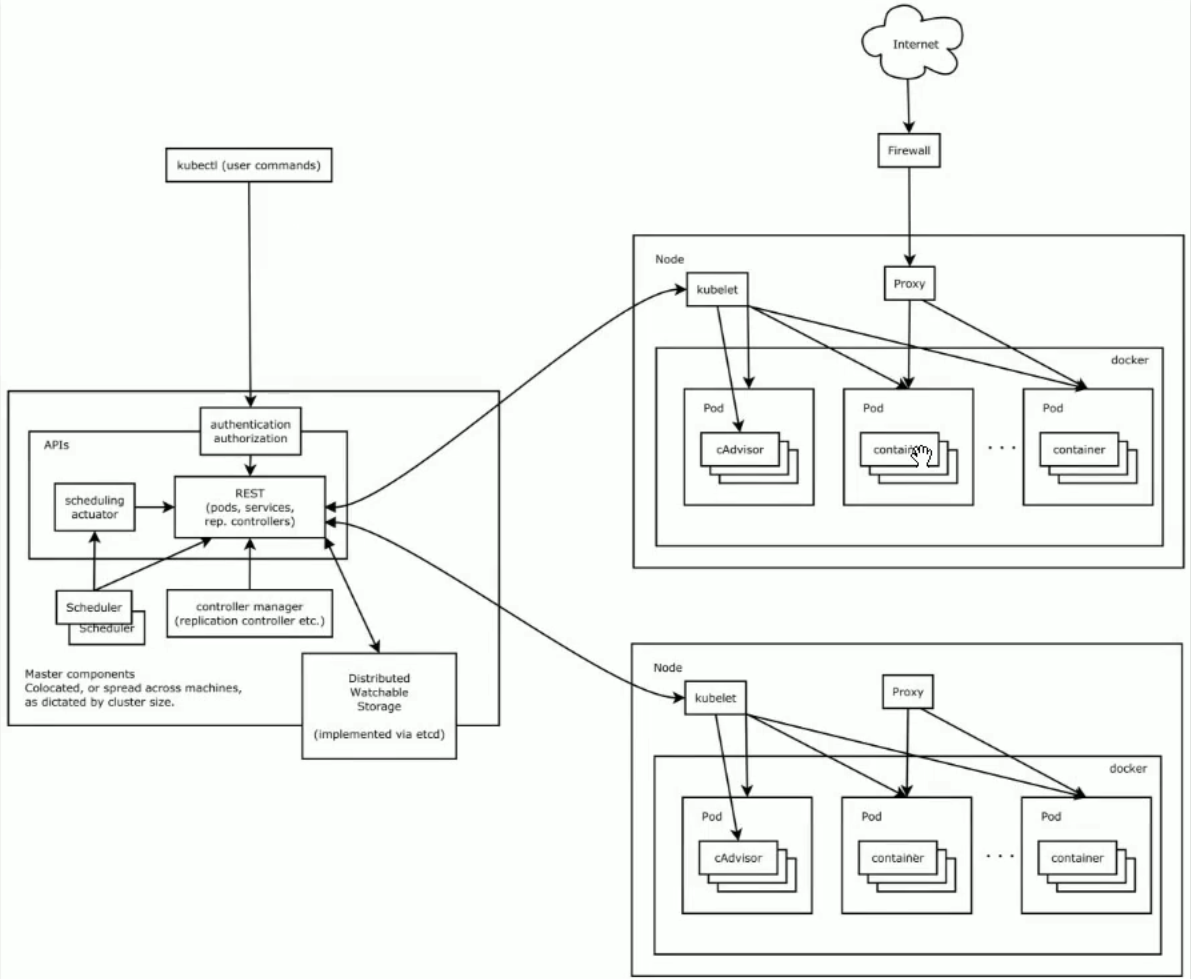 Internet
Firewall
kubectl (user commands)
Node
kubelet
Proxy
docker
Pod
cAdvisor
Pod
container
. . .
Pod
container
authentication
authorization
APIs
scheduling
actuator
REST
(pods, services,
rep. controllers)
Scheduler
Scheduler
controller manager
(replication controller etc.)
Master components
Colocated, or spread across machines,
as dictated by cluster size.
Distributed
Watchable
Storage
(implemented via etcd)
Node
kubelet
Proxy
docker
Pod
cAdvisor
Pod
container
. . .
Pod
container